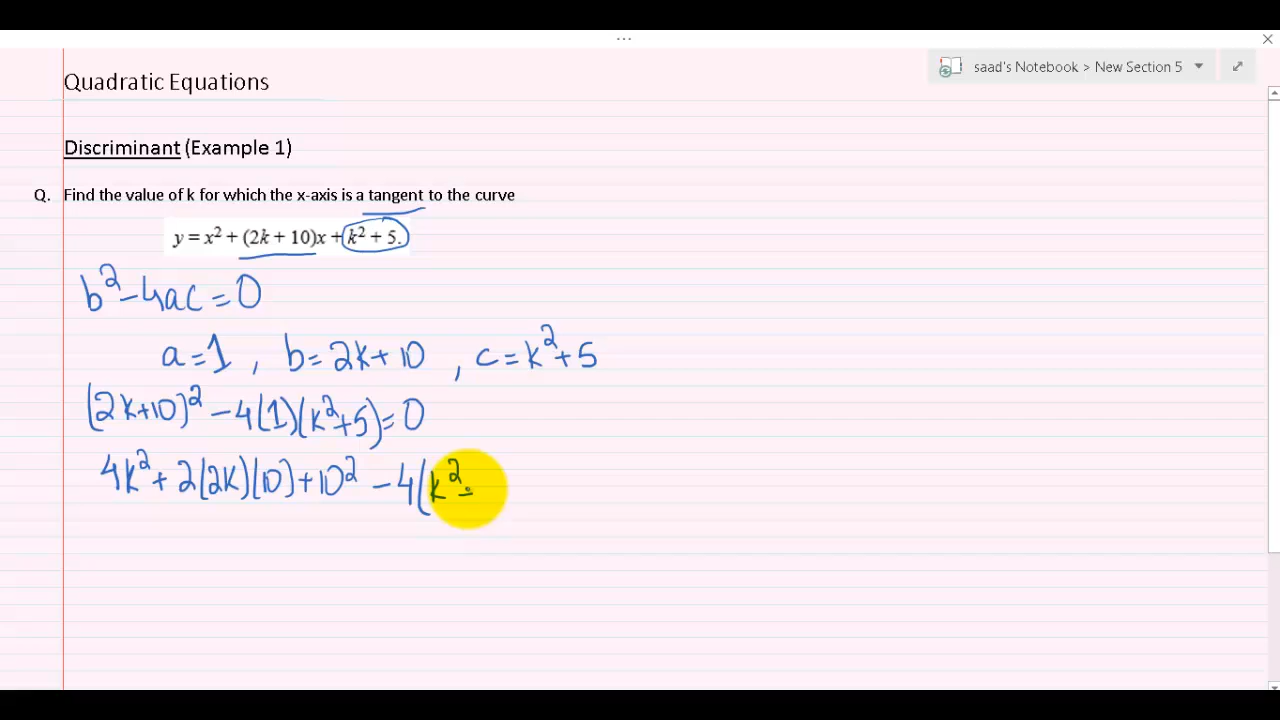 ...
saad's Notebook > New Section 5
Quadratic Equations
Discriminant (Example 1)
Q. Find the value of k for which the x-axis is a tangent to the curve
y = x² + (2k + 10)x + k² + 5.
b² - 4ac = 0
a = 1 , b = 2k + 10 , c = k² + 5
(2k+10)² - 4(1)(k²+5) = 0
4k² + 2(2k)(10) + 10² - 4(k²